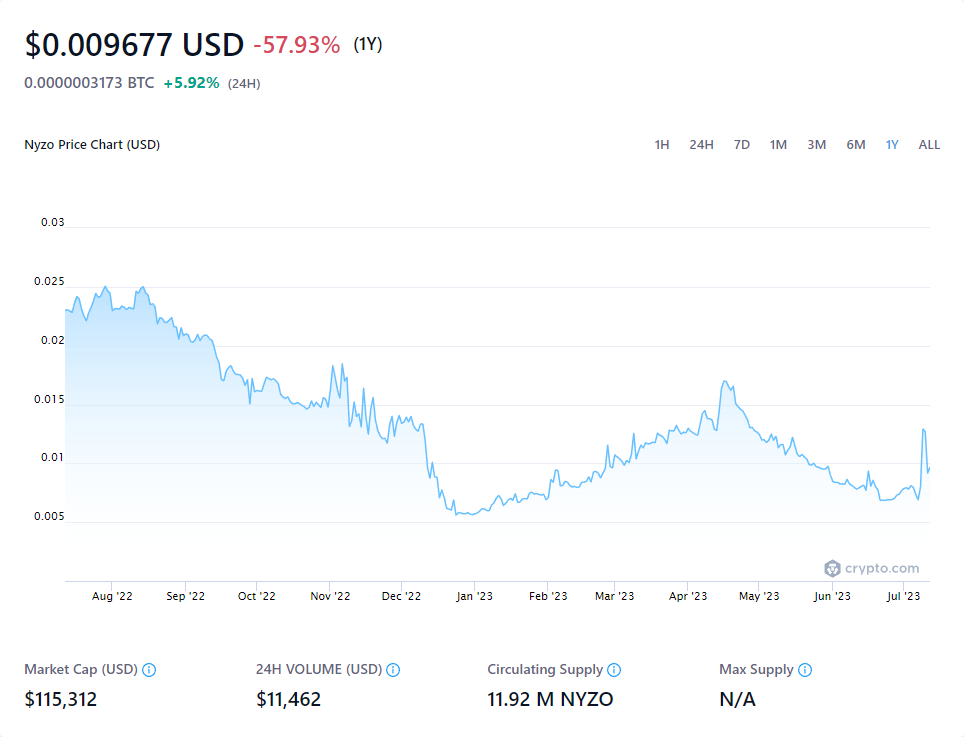 $0.009677 USD -57.93% (1Y)
0.0000003173 BTC +5.92% (24H)
Nyzo Price Chart (USD) 1H 24H 7D 1M 3M 6M 1Y ALL
0.03
0.025
0.02
0.015
0.01
0.005
crypto.com
Aug '22 Sep '22 Oct '22 Nov '22 Dec '22 Jan '23 Feb '23 Mar '23 Apr '23 May '23 Jun '23 Jul '23
Market Cap (USD) 24H VOLUME (USD) Circulating Supply Max Supply
$115,312 $11,462 11.92 M NYZO N/A